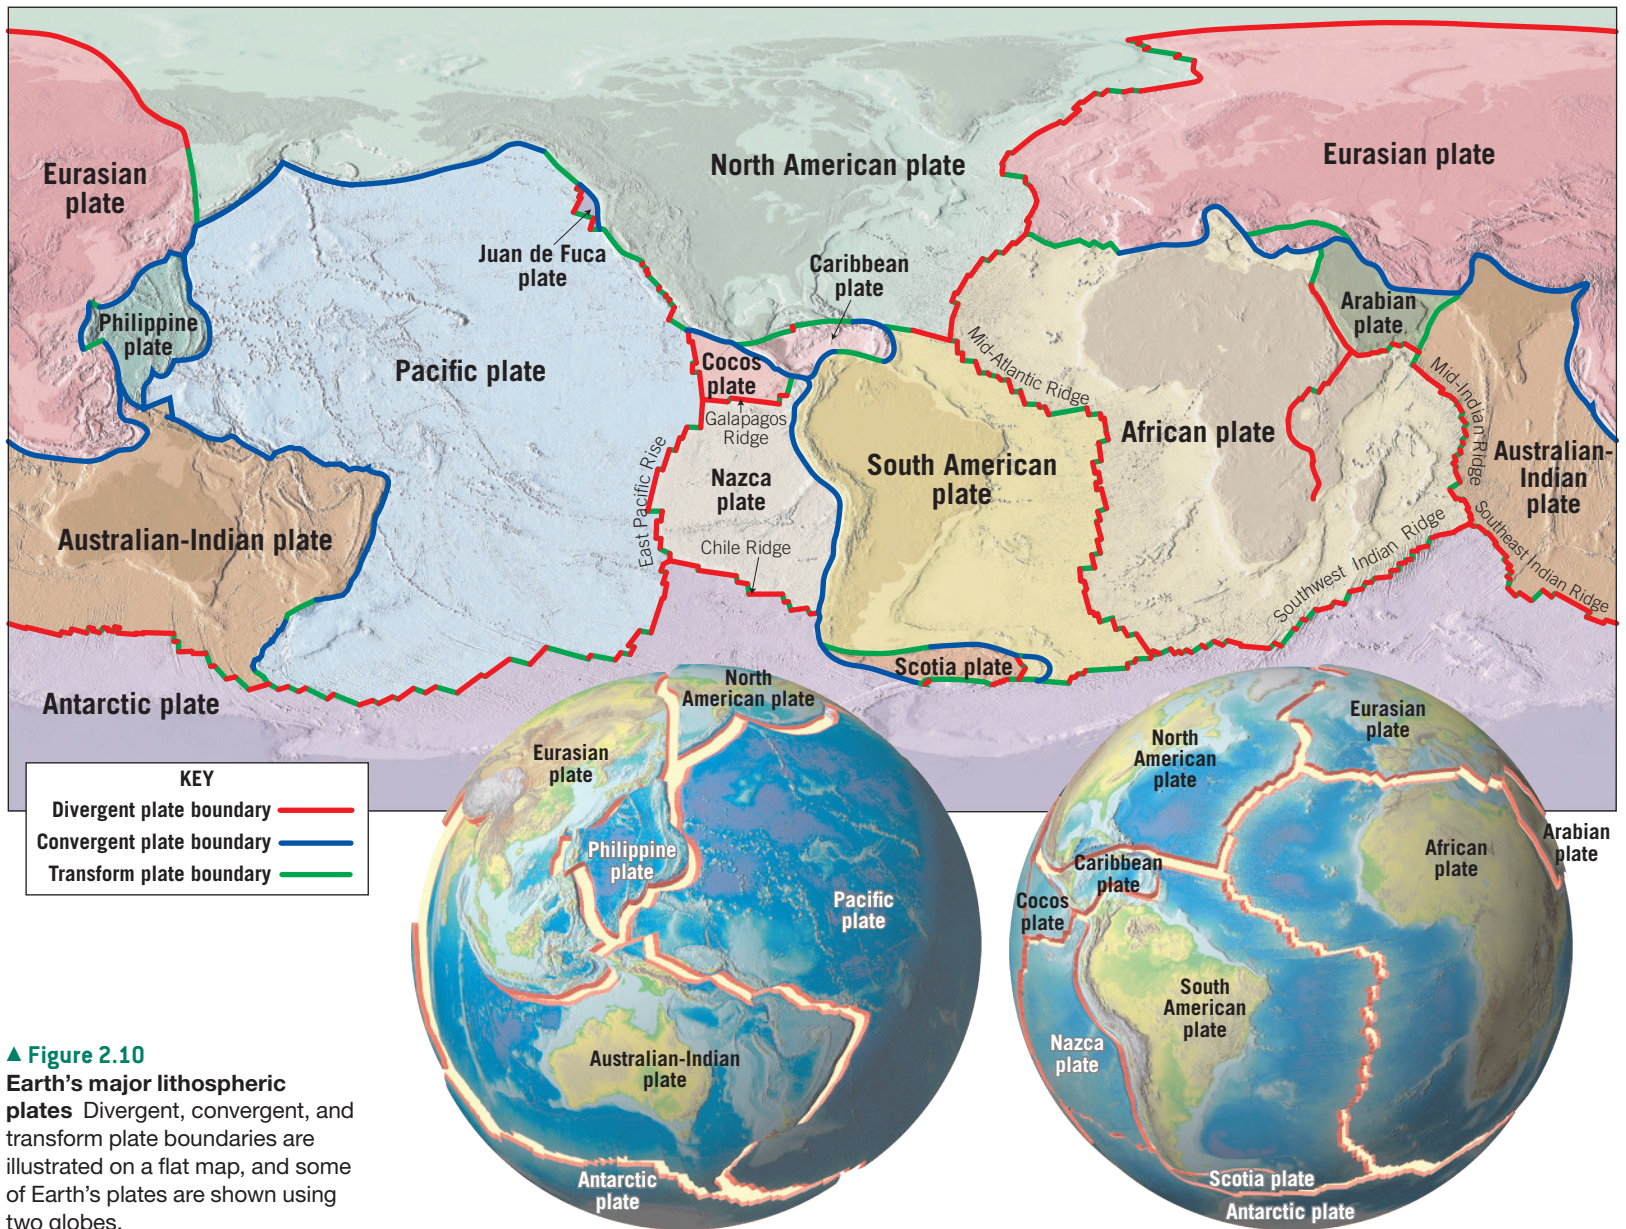 Eurasian
plate
North American plate
Eurasian plate
Juan de Fuca
plate
Caribbean
plate
Philippine
plate
Arabian
plate
Pacific plate
Cocos
plate
Mid-Atlantic Ridge
Mid-Indian Ridge
Galapagos
Ridge
African plate
East Pacific Rise
Nazca
plate
South American
plate
Australian-
Indian
plate
Australian-Indian plate
Chile Ridge
Southwest Indian Ridge
Southeast Indian Ridge
Scotia plate
Antarctic plate
KEY
Divergent plate boundary
Convergent plate boundary
Transform plate boundary
North
American plate
Eurasian
plate
Philippine
plate
Pacific
plate
Australian-Indian
plate
Antarctic
plate
Eurasian
plate
North
American
plate
Arabian
plate
African
plate
Caribbean
plate
Cocos
plate
South
American
plate
Nazca
plate
Scotia plate
Antarctic plate
▲ Figure 2.10
Earth's major lithospheric
plates Divergent, convergent, and
transform plate boundaries are
illustrated on a flat map, and some
of Earth's plates are shown using
two globes.